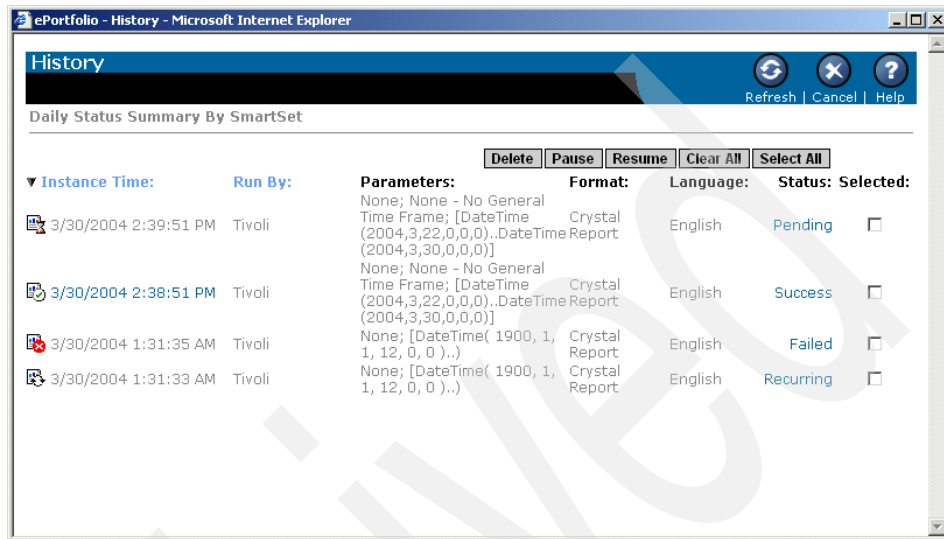 ePortfolio - History - Microsoft Internet Explorer
History
Refresh | Cancel | Help
Daily Status Summary By SmartSet
Delete Pause Resume Clear All Select All
Instance Time: Run By: Parameters: Format: Language: Status: Selected:
None; None - No General
Time Frame; [DateTime Crystal
3/30/2004 2:39:51 PM Tivoli (2004,3,22,0,0,0)..DateTime Report English Pending
(2004,3,30,0,0,0)]
None; None - No General
Time Frame; [DateTime Crystal
3/30/2004 2:38:51 PM Tivoli (2004,3,22,0,0,0)..DateTime Report English Success
(2004,3,30,0,0,0)]
None; [DateTime( 1900, 1, Crystal
3/30/2004 1:31:35 AM Tivoli 1, 12, 0, 0 )..) Report English Failed
None; [DateTime( 1900, 1, Crystal
3/30/2004 1:31:33 AM Tivoli 1, 12, 0, 0 )..) Report English Recurring